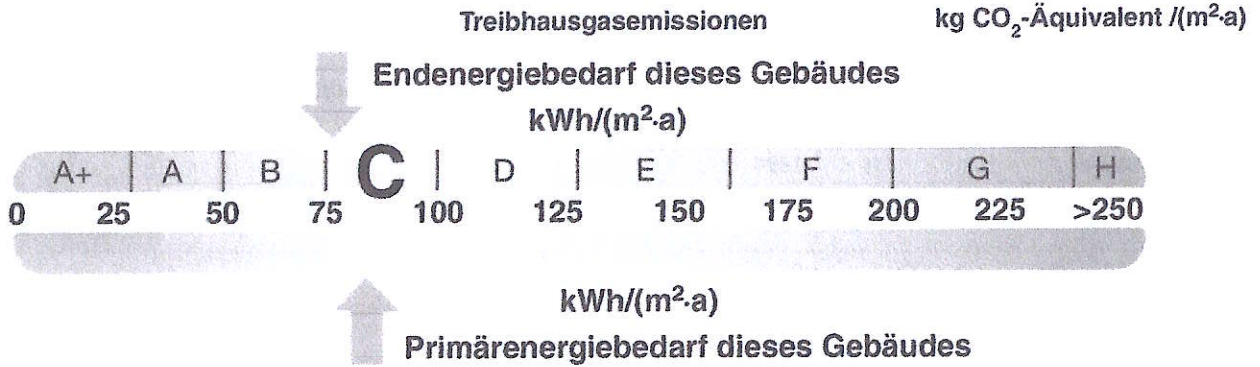 Treibhausgasemissionen kg CO₂-Äquivalent /(m²·a)
Endenergiebedarf dieses Gebäudes
kWh/(m²·a)
A+ | A | B | C | D | E | F | G | H
0 25 50 75 100 125 150 175 200 225 >250
kWh/(m²·a)
Primärenergiebedarf dieses Gebäudes